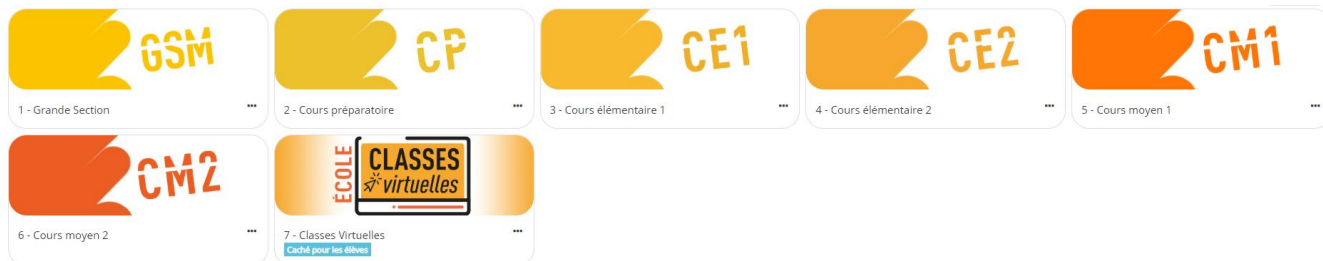 GSM
1 - Grande Section
CP
2 - Cours préparatoire
CE1
3 - Cours élémentaire 1
CE2
4 - Cours élémentaire 2
CM1
5 - Cours moyen 1
CM2
6 - Cours moyen 2
ÉCOLE
CLASSES
virtuelles
7 - Classes Virtuelles
Caché pour les élèves